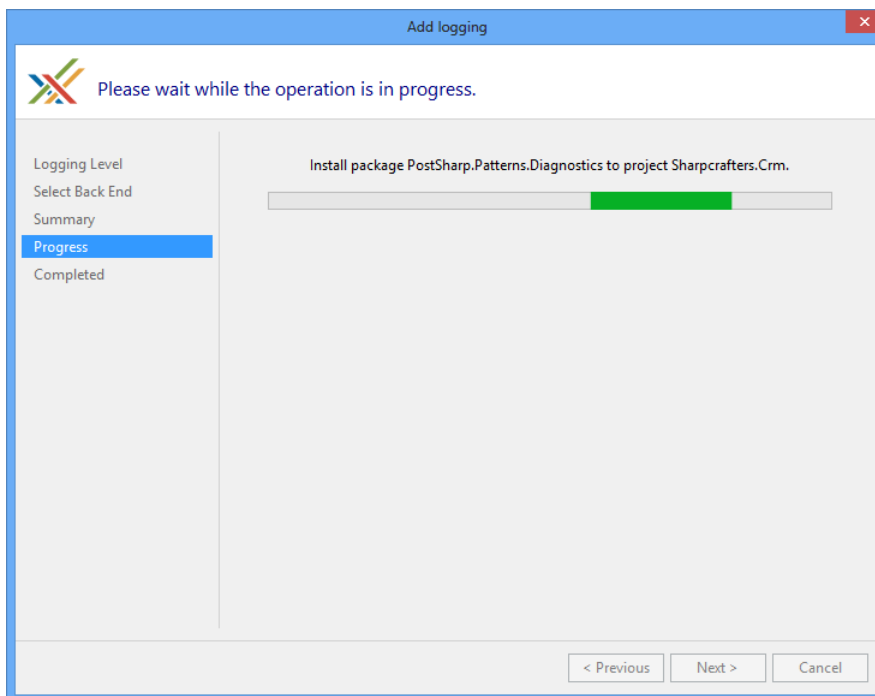 Add logging
Please wait while the operation is in progress.
Logging Level
Select Back End
Summary
Progress
Completed
Install package PostSharp.Patterns.Diagnostics to project Sharpcrafters.Crm.
< Previous
Next >
Cancel